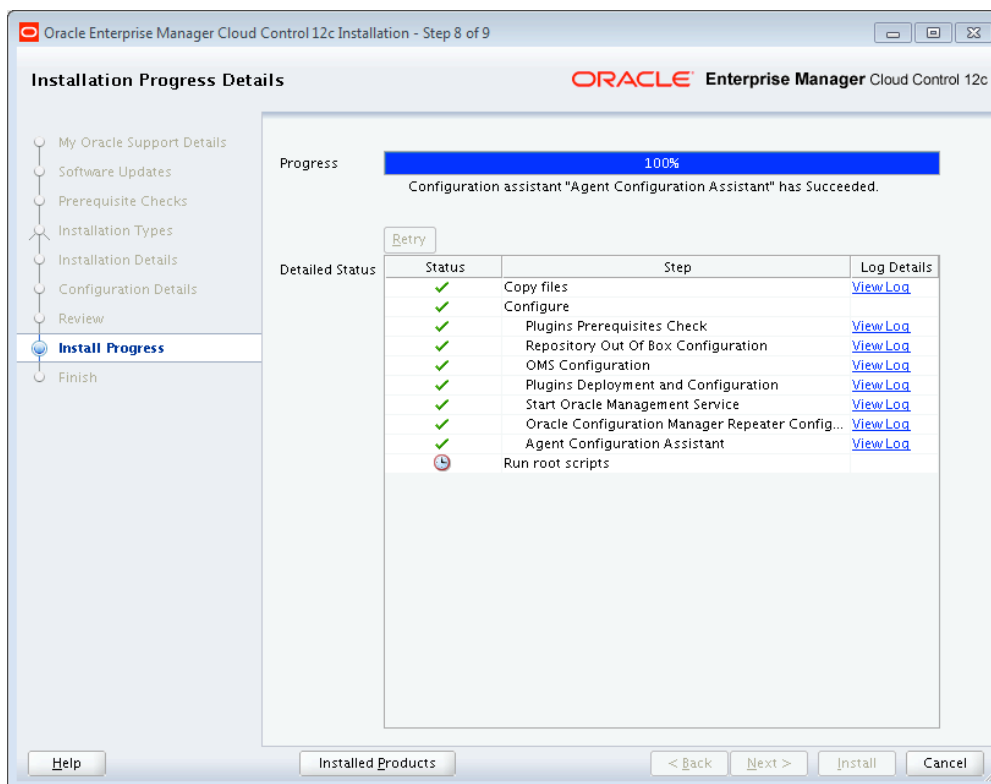 Oracle Enterprise Manager Cloud Control 12c Installation - Step 8 of 9
Installation Progress Details
ORACLE Enterprise Manager Cloud Control 12c
My Oracle Support Details
Software Updates
Prerequisite Checks
Installation Types
Installation Details
Configuration Details
Review
Install Progress
Finish
Progress
100%
Configuration assistant "Agent Configuration Assistant" has Succeeded.
Retry
Detailed Status
Status Step Log Details
Copy files View Log
Configure
Plugins Prerequisites Check View Log
Repository Out Of Box Configuration View Log
OMS Configuration View Log
Plugins Deployment and Configuration View Log
Start Oracle Management Service View Log
Oracle Configuration Manager Repeater Config... View Log
Agent Configuration Assistant View Log
Run root scripts
Help Installed Products < Back Next > Install Cancel